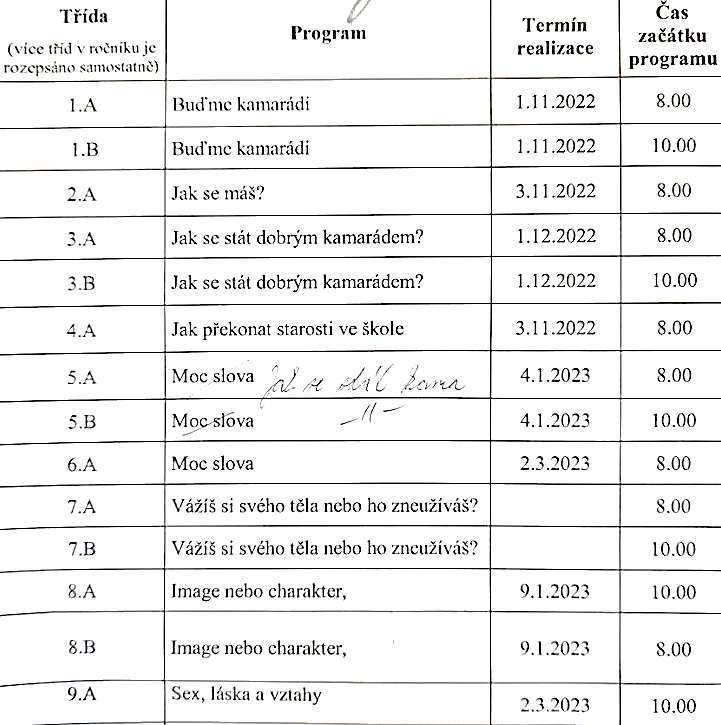 Třída
(více tříd v ročníku je
rozepsáno samostatně)
Program
Termín
realizace
Čas
začátku
programu
1.A Buďme kamarádi 1.11.2022 8.00
1.B Buďme kamarádi 1.11.2022 10.00
2.A Jak se máš? 3.11.2022 8.00
3.A Jak se stát dobrým kamarádem? 1.12.2022 8.00
3.B Jak se stát dobrým kamarádem? 1.12.2022 10.00
4.A Jak překonat starosti ve škole 3.11.2022 8.00
5.A Moc slova Jak se stát kama 4.1.2023 8.00
5.B Moc slova -11- 4.1.2023 10.00
6.A Moc slova 2.3.2023 8.00
7.A Vážíš si svého těla nebo ho zneužíváš? 8.00
7.B Vážíš si svého těla nebo ho zneužíváš? 10.00
8.A Image nebo charakter, 9.1.2023 10.00
8.B Image nebo charakter, 9.1.2023 8.00
9.A Sex, láska a vztahy 2.3.2023 10.00